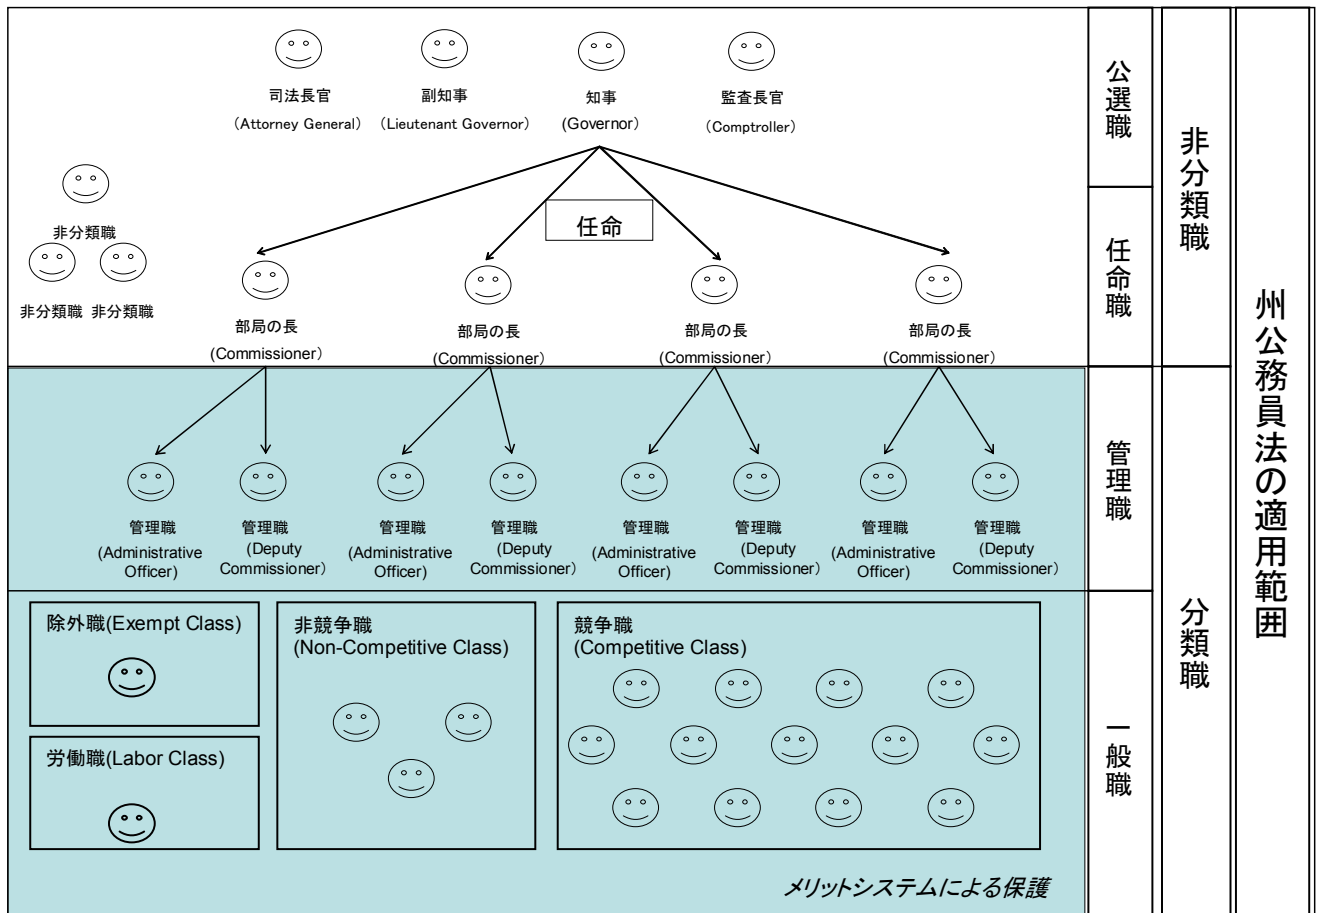 司法長官
（Attorney General)
副知事
(Lieutenant Governor）
知事
(Governor）
監査長官
（Comptroller)
任命
非分類職
非分類職 非分類職
部局の長
(Commissioner）
部局の長
(Commissioner）
部局の長
(Commissioner）
部局の長
(Commissioner）
管理職
(Administrative
Officer)
管理職
(Deputy
Commissioner）
管理職
(Administrative
Officer)
管理職
(Deputy
Commissioner）
管理職
(Administrative
Officer)
管理職
(Deputy
Commissioner）
管理職
(Administrative
Officer)
管理職
(Deputy
Commissioner）
除外職(Exempt Class)
労働職(Labor Class)
非競争職
(Non-Competitive Class)
競争職
(Competitive Class)
メリットシステムによる保護
公選職
任命職
管理職
一般職
非分類職
分類職
州公務員法の適用範囲